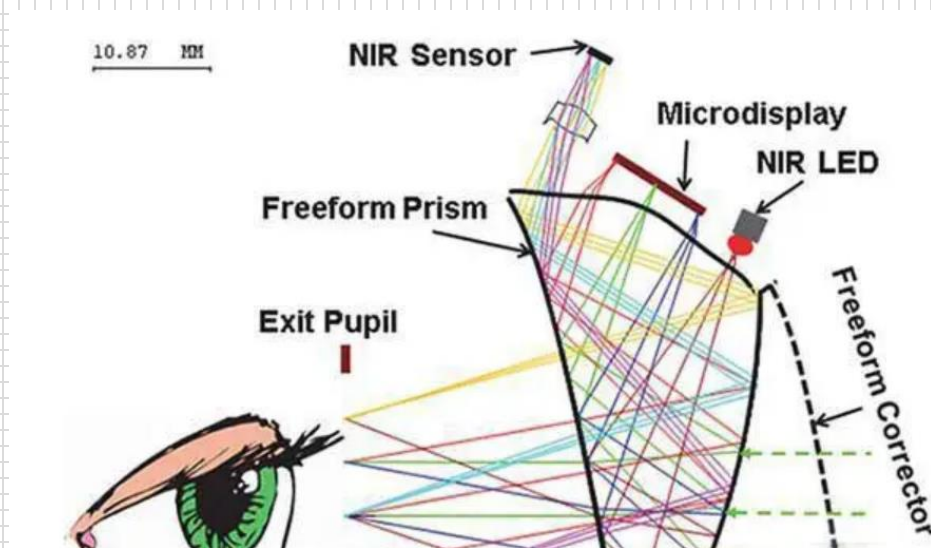 10.87 MM
NIR Sensor
Microdisplay
NIR LED
Freeform Prism
Exit Pupil
Freeform Corrector